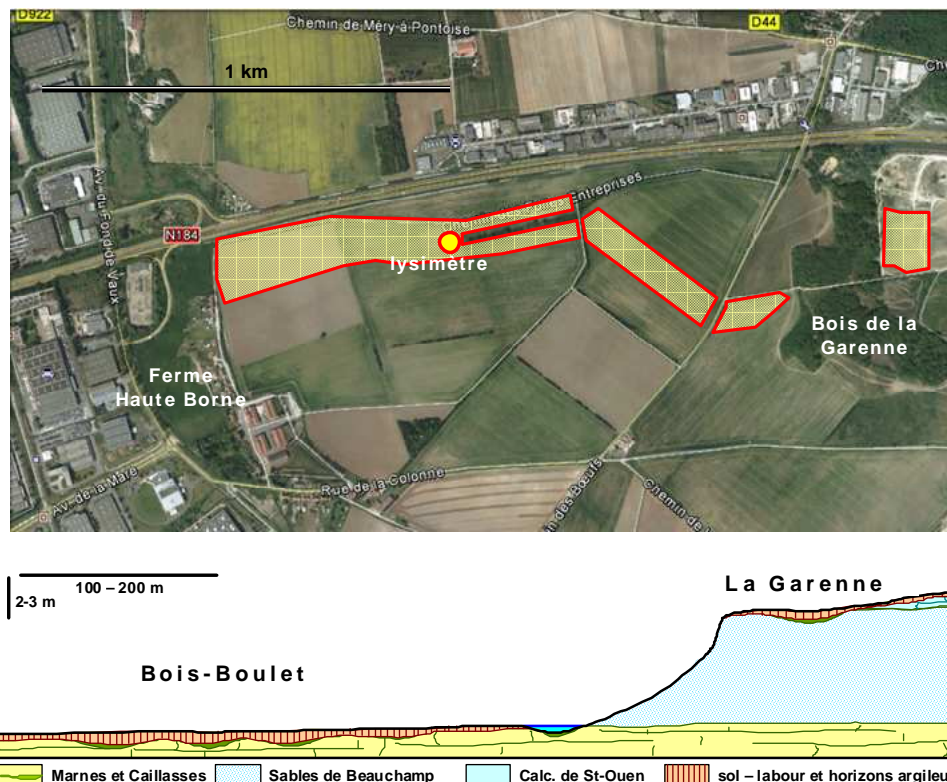 D922
Chemin de Méry à Pontoise
D44
1 km
Entreprises
Av. du Fond de Vaux
N184
lysimètre
Bois de la
Garenne
Ferme
Haute Borne
Rue de la Colonne
Av. de la Mare
in des Bœufs
Chemin de
100 – 200 m
2-3 m
La Garenne
Bois-Boulet
Marnes et Caillasses
Sables de Beauchamp
Calc. de St-Ouen
sol – labour et horizons argileu